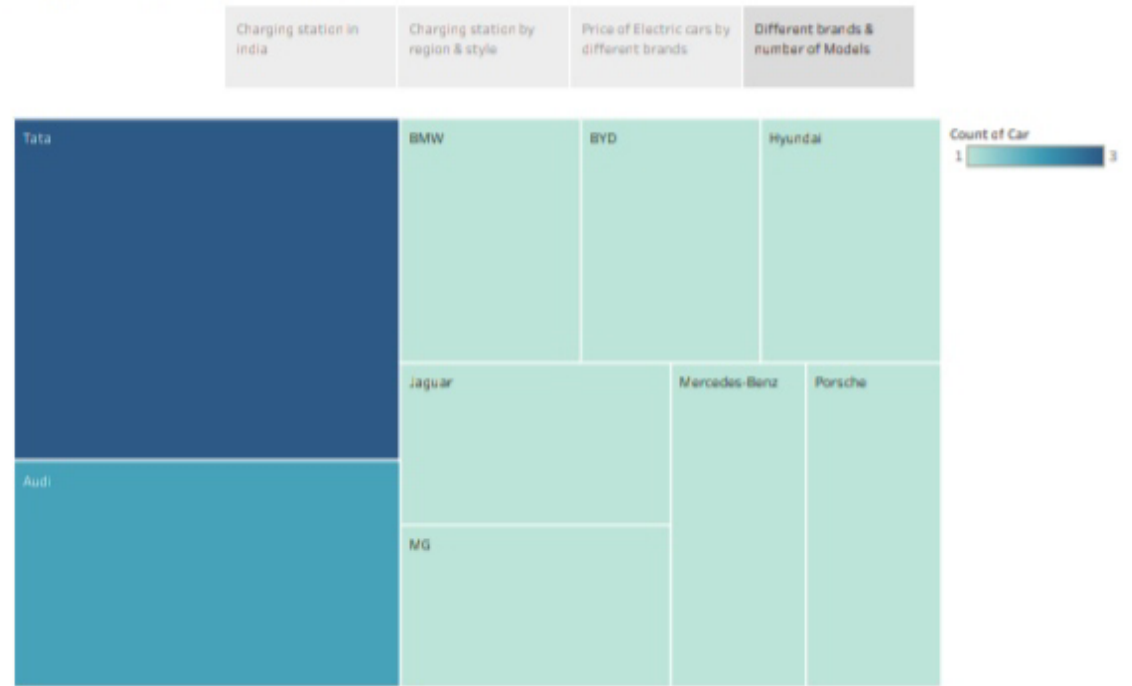 Charging station in
india
Charging station by
region & style
Price of Electric cars by
different brands
Different brands &
number of Models
Tata
BMW
BYD
Hyundai
Count of Car
1
3
Audi
Jaguar
Mercedes-Benz
Porsche
MG